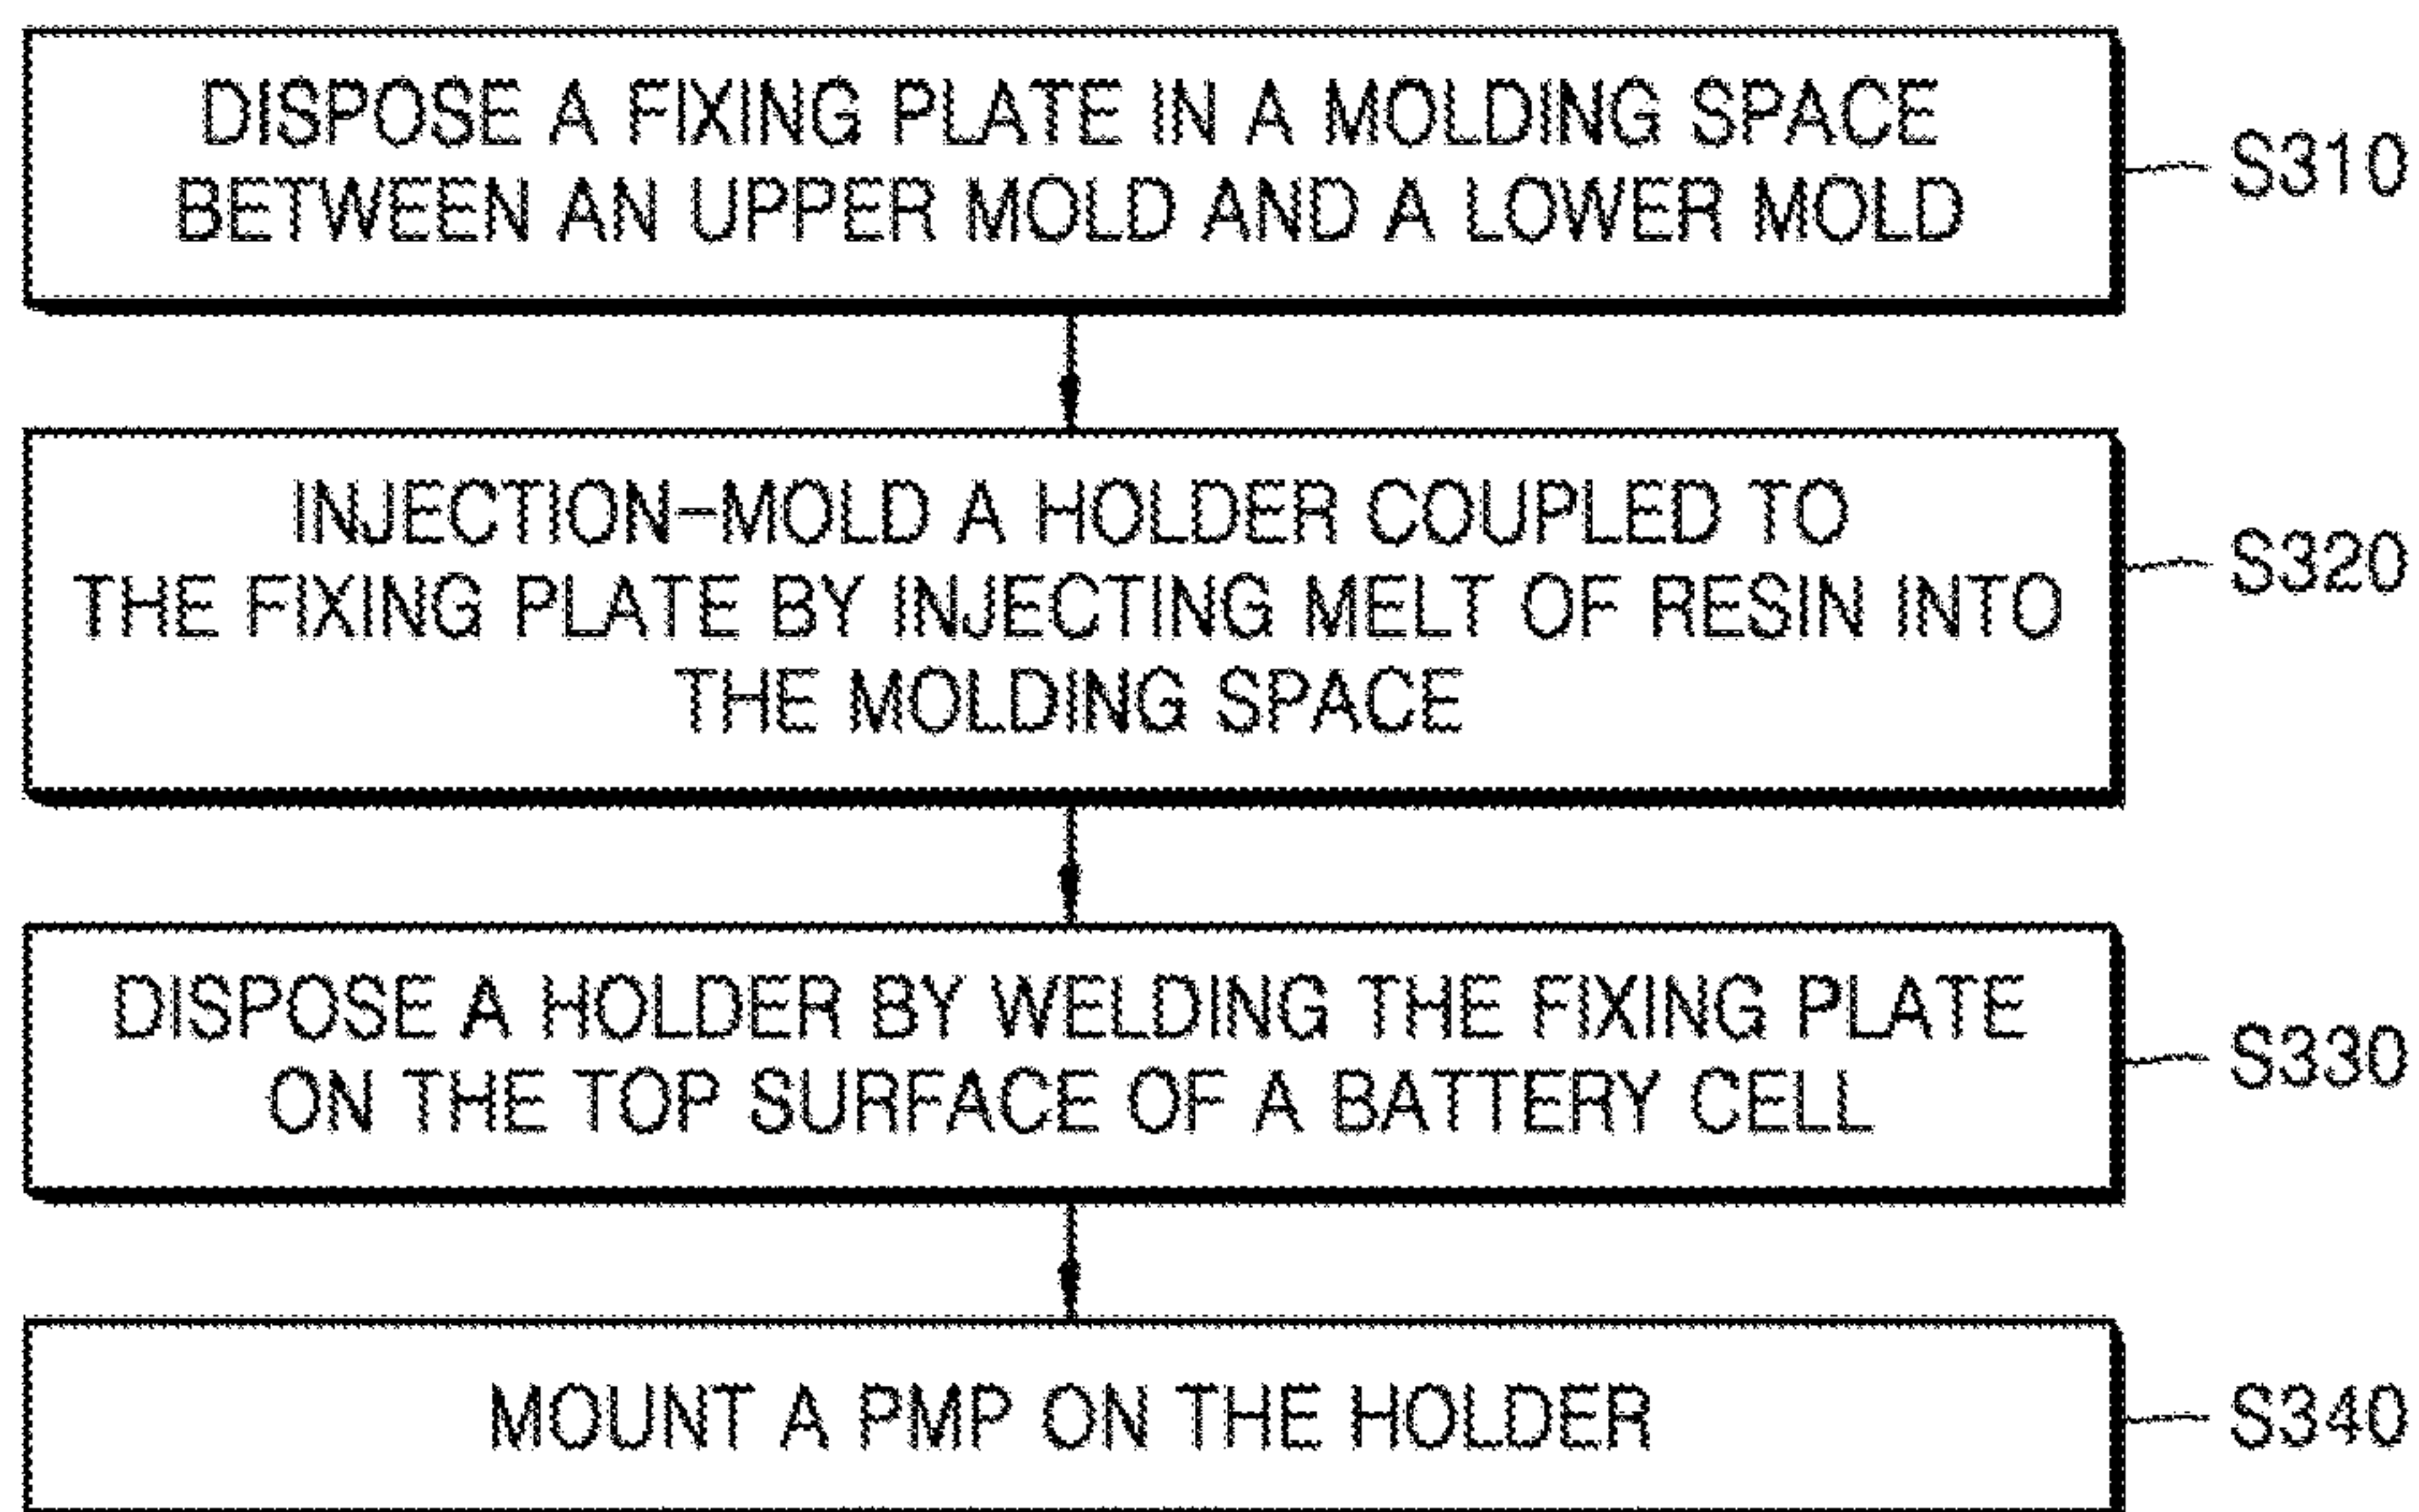 DISPOSE A FIXING PLATE IN A MOLDING SPACE
BETWEEN AN UPPER MOLD AND A LOWER MOLD
S310
INJECTION-MOLD A HOLDER COUPLED TO
THE FIXING PLATE BY INJECTING MELT OF RESIN INTO
THE MOLDING SPACE
S320
DISPOSE A HOLDER BY WELDING THE FIXING PLATE
ON THE TOP SURFACE OF A BATTERY CELL
S330
MOUNT A PMP ON THE HOLDER
S340